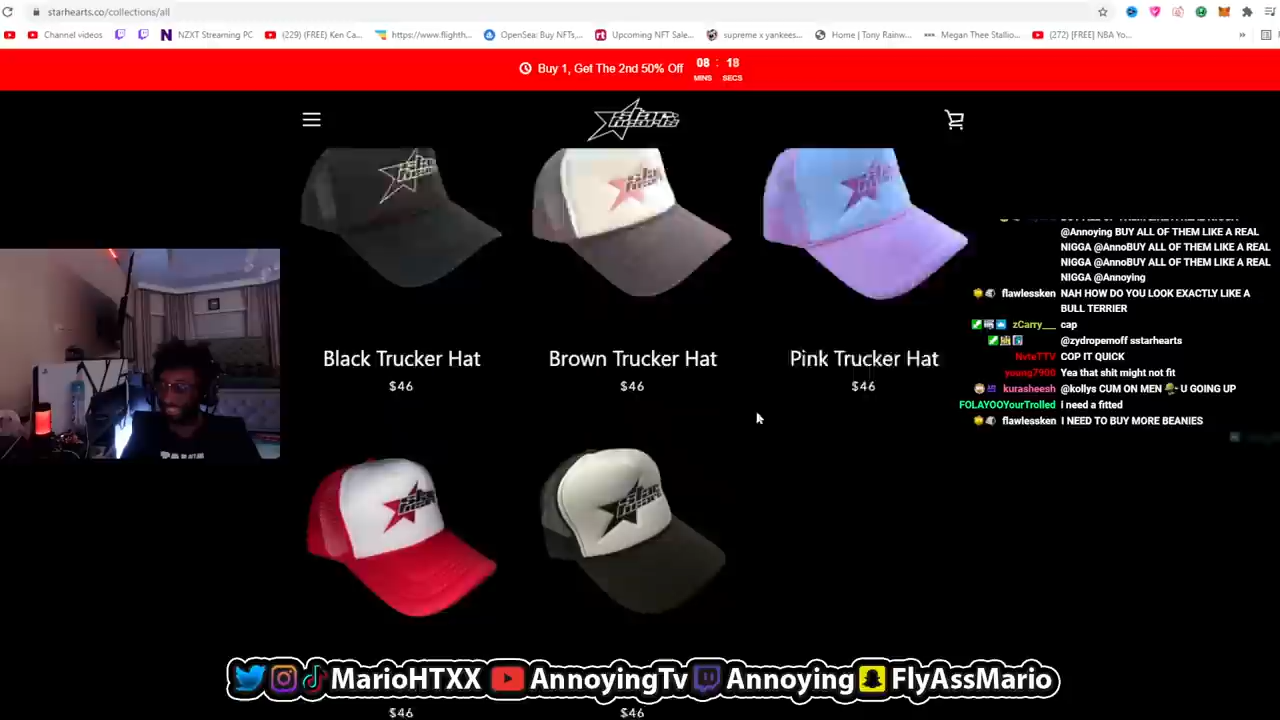 starhearts.co/collections/all
Channel videos
NZXT Streaming PC
(229) (FREE) Ken Ca...
https://www.flighth...
OpenSea: Buy NFTs,...
Upcoming NFT Sale...
supreme x yankees...
Home | Tony Rainw...
Megan Thee Stallio...
(272) [FREE] NBA Yo...
Buy 1, Get The 2nd 50% Off
08 : 18
MINS SECS
star
hearts
Black Trucker Hat
Brown Trucker Hat
Pink Trucker Hat
$46
$46
$46
@Annoying BUY ALL OF THEM LIKE A REAL
NIGGA @AnnoBUY ALL OF THEM LIKE A REAL
NIGGA @AnnoBUY ALL OF THEM LIKE A REAL
NIGGA @Annoying
flawlessken NAH HOW DO YOU LOOK EXACTLY LIKE A
BULL TERRIER
zCarry___ cap
@zydropemoff sstarhearts
NvteTTV COP IT QUICK
young7900 Yea that shit might not fit
kurasheesh @kollys CUM ON MEN - U GOING UP
FOLAYOOYourTrolled i need a fitted
flawlessken I NEED TO BUY MORE BEANIES
MarioHTXX AnnoyingTv Annoying FlyAssMario
$46
$46